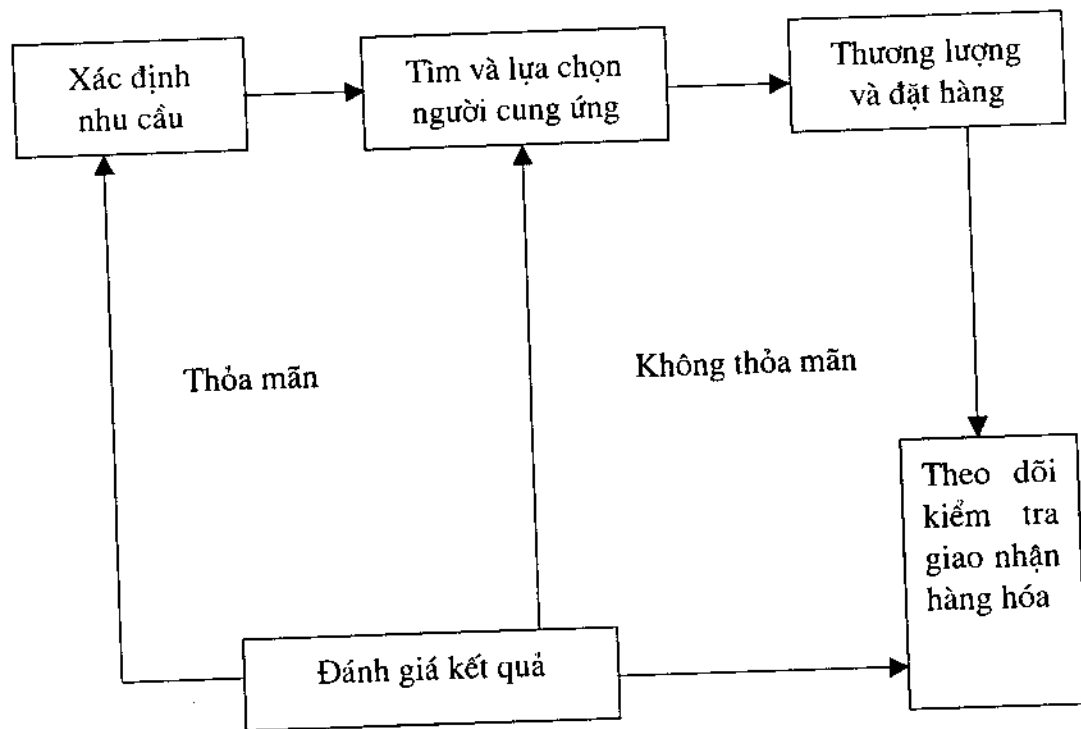 Xác định
nhu cầu
Tìm và lựa chọn
người cung ứng
Thương lượng
và đặt hàng
Thỏa mãn
Không thỏa mãn
Theo dõi
kiểm tra
giao nhận
hàng hóa
Đánh giá kết quả